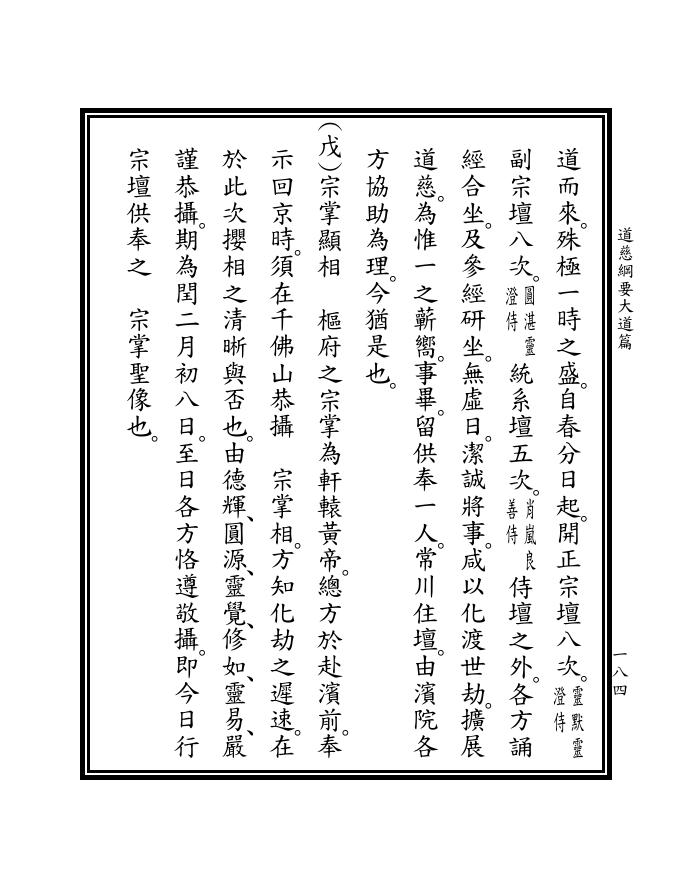 道慈綱要大道篇
一八四
道而來。殊極一時之盛。自春分日起。開正宗壇八次。靈默靈澄侍
副宗壇八次。圓湛靈澄侍 統系壇五次。肖嵐良善侍 侍壇之外。各方誦
經合坐。及參經研坐。無虛日。潔誠將事。咸以化渡世劫。擴展
道慈。為惟一之蘄嚮。事畢。留供奉一人。常川住壇。由濱院各
方協助為理。今猶是也。
(戊)宗掌顯相 樞府之宗掌為軒轅黃帝。總方於赴濱前。奉
示回京時。須在千佛山恭攝 宗掌相。方知化劫之遲速。在
於此次攖相之清晰與否也。由德輝、圓源、靈覺、修如、靈易、嚴
謹恭攝。期為閏二月初八日。至日各方恪遵敬攝。即今日行
宗壇供奉之 宗掌聖像也。